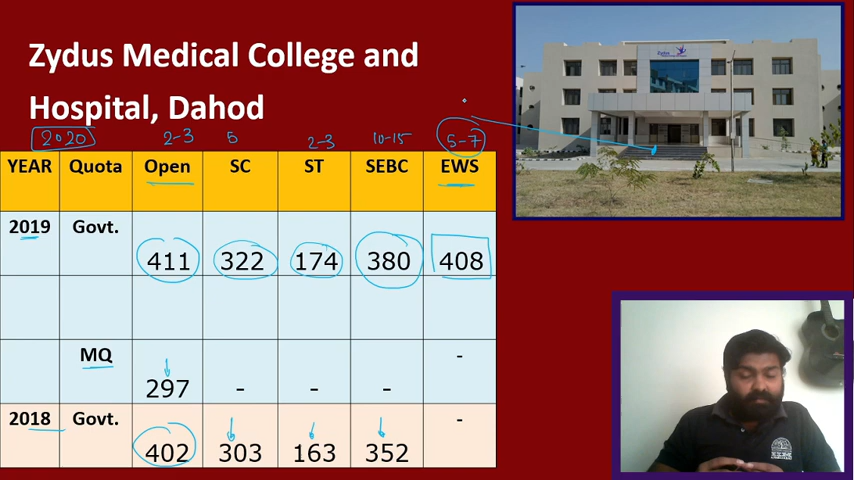 Zydus Medical College and
Hospital, Dahod
2020 2-3 5 2-3 10-15 5-7
YEAR Quota Open SC ST SEBC EWS
2019 Govt. 411 322 174 380 408
MQ 297 - - - -
2018 Govt. 402 303 163 352 -
Zydus